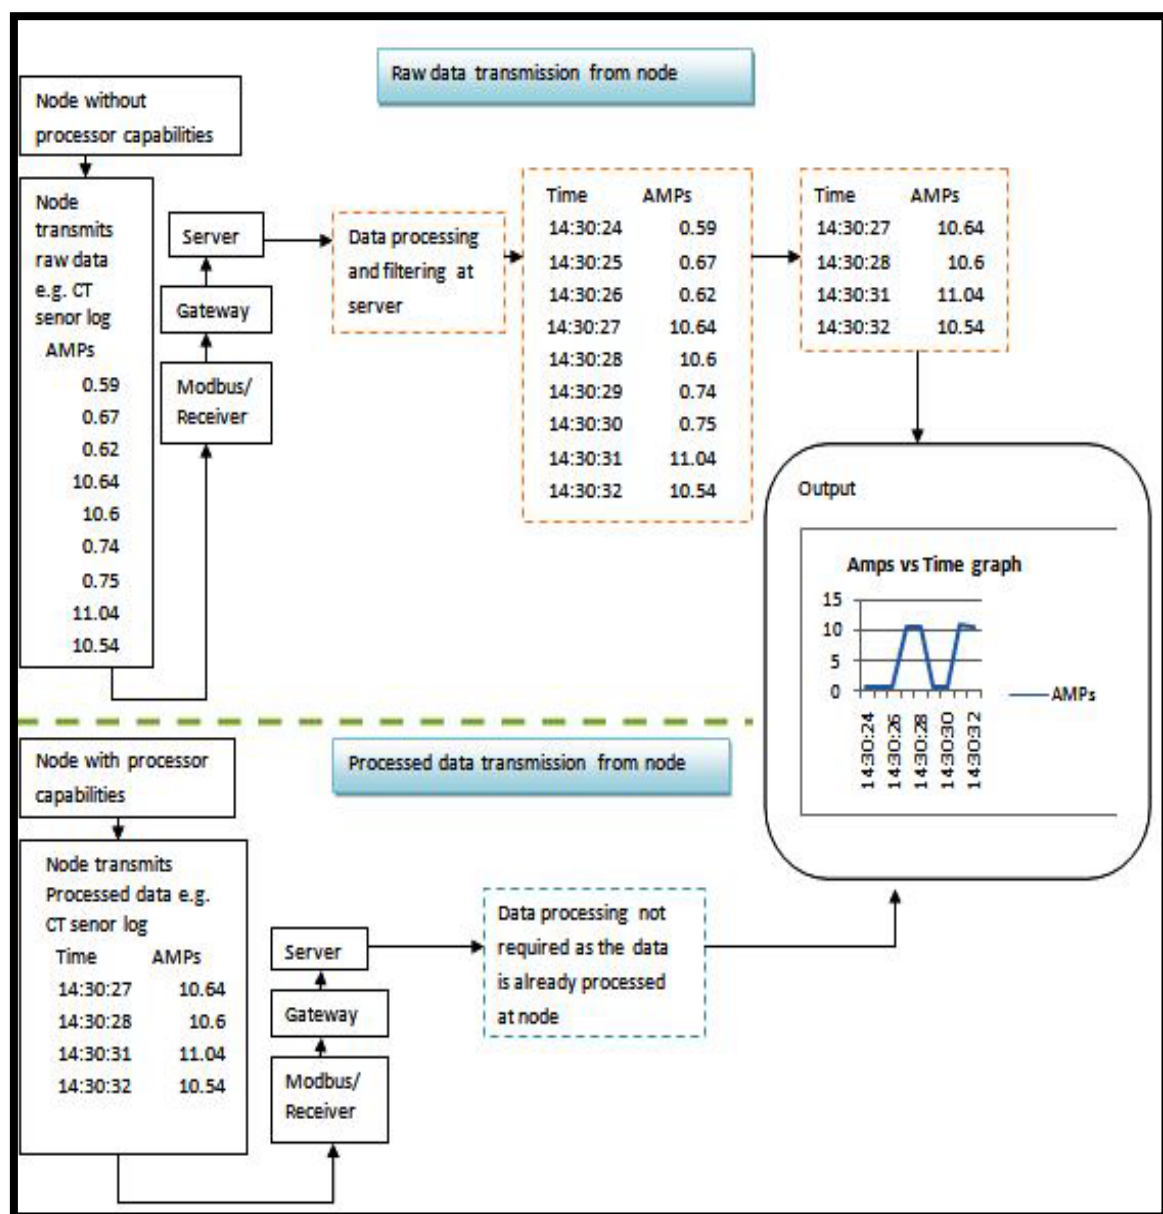 Raw data transmission from node
Node without
processor capabilities
Node
transmits
raw data
e.g. CT
senor log
AMPs
0.59
0.67
0.62
10.64
10.6
0.74
0.75
11.04
10.54
Server
Gateway
Modbus/
Receiver
Data processing
and filtering at
server
Time AMPs
14:30:24 0.59
14:30:25 0.67
14:30:26 0.62
14:30:27 10.64
14:30:28 10.6
14:30:29 0.74
14:30:30 0.75
14:30:31 11.04
14:30:32 10.54
Time AMPs
14:30:27 10.64
14:30:28 10.6
14:30:31 11.04
14:30:32 10.54
Output
Amps vs Time graph
15
10
5
0
14:30:24
14:30:26
14:30:28
14:30:30
14:30:32
AMPs
Node with processor
capabilities
Processed data transmission from node
Node transmits
Processed data e.g.
CT senor log
Time AMPs
14:30:27 10.64
14:30:28 10.6
14:30:31 11.04
14:30:32 10.54
Server
Gateway
Modbus/
Receiver
Data processing not
required as the data
is already processed
at node